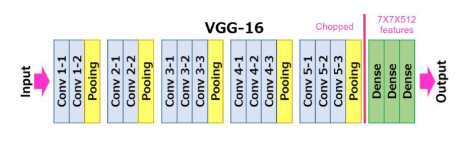 VGG-16
Chopped
7X7X512
features
Input
Conv 1-1
Conv 1-2
Pooing
Conv 2-1
Conv 2-2
Pooing
Conv 3-1
Conv 3-2
Conv 3-3
Pooing
Conv 4-1
Conv 4-2
Conv 4-3
Pooing
Conv 5-1
Conv 5-2
Conv 5-3
Pooing
Dense
Dense
Dense
Output